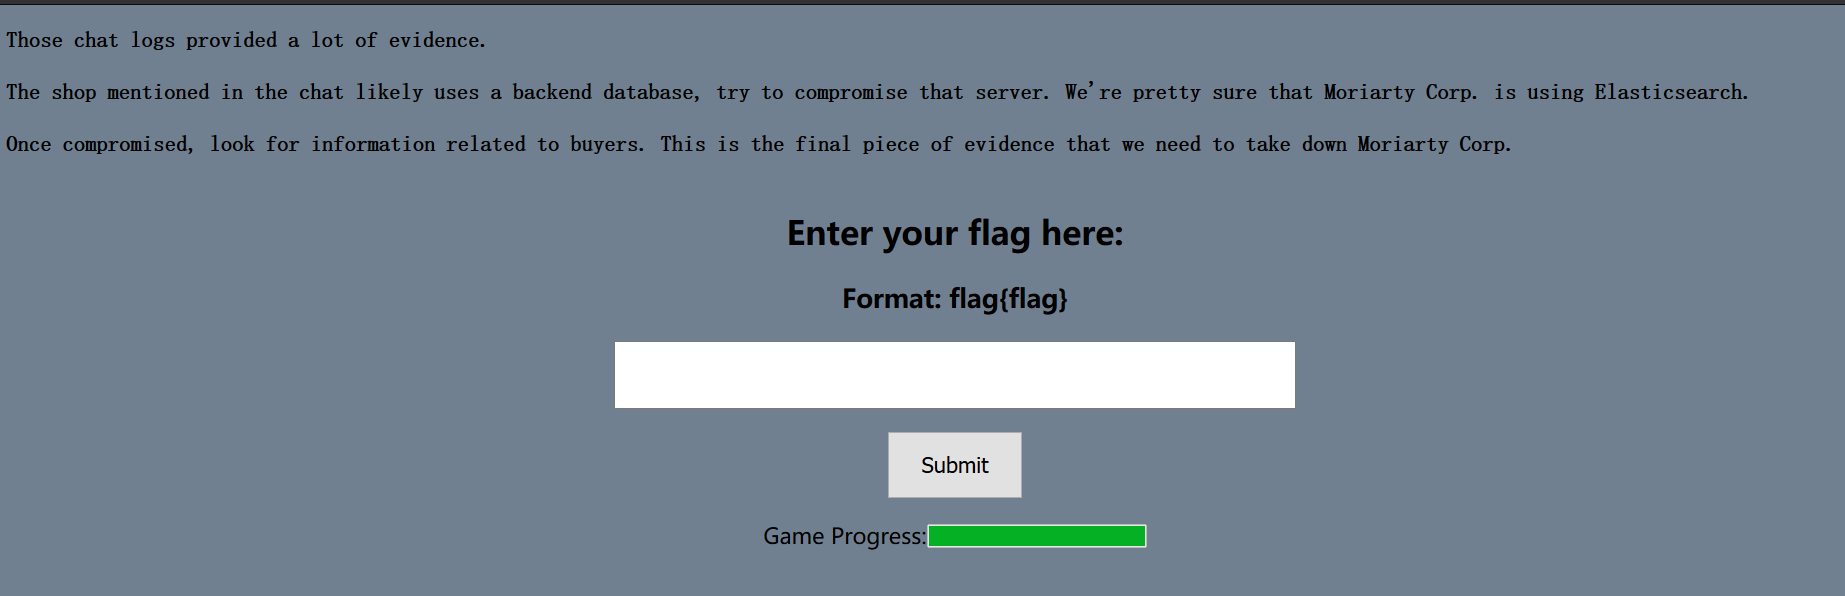 Those chat logs provided a lot of evidence.
The shop mentioned in the chat likely uses a backend database, try to compromise that server. We're pretty sure that Moriarty Corp. is using Elasticsearch.
Once compromised, look for information related to buyers. This is the final piece of evidence that we need to take down Moriarty Corp.
Enter your flag here:
Format: flag{flag}
Submit
Game Progress: